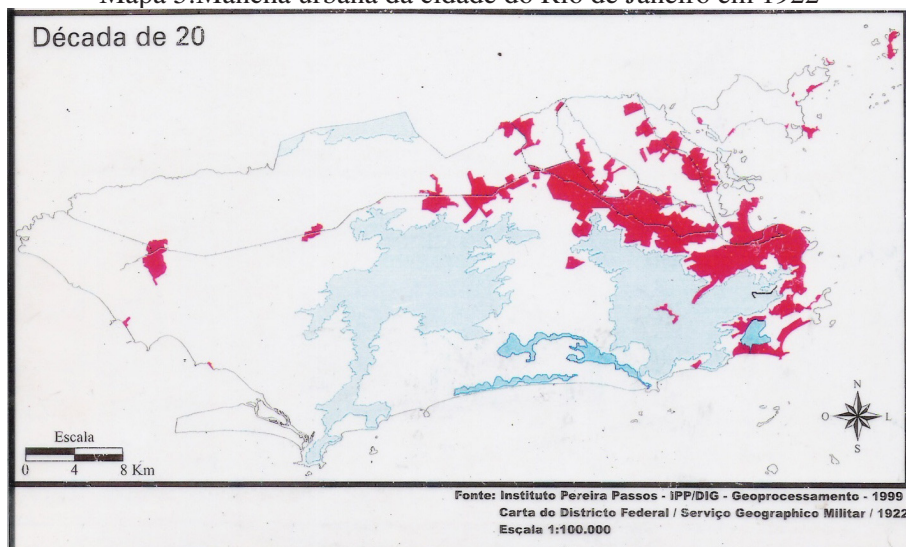 Mapa 3:Mancha urbana da cidade do Rio de Janeiro em 1922
Década de 20
N
O L
S
Escala
0 4 8 Km
Fonte: Instituto Pereira Passos - IPP/DIG - Geoprocessamento - 1999
Carta do Districto Federal / Serviço Geographico Militar / 1922
Escala 1:100.000